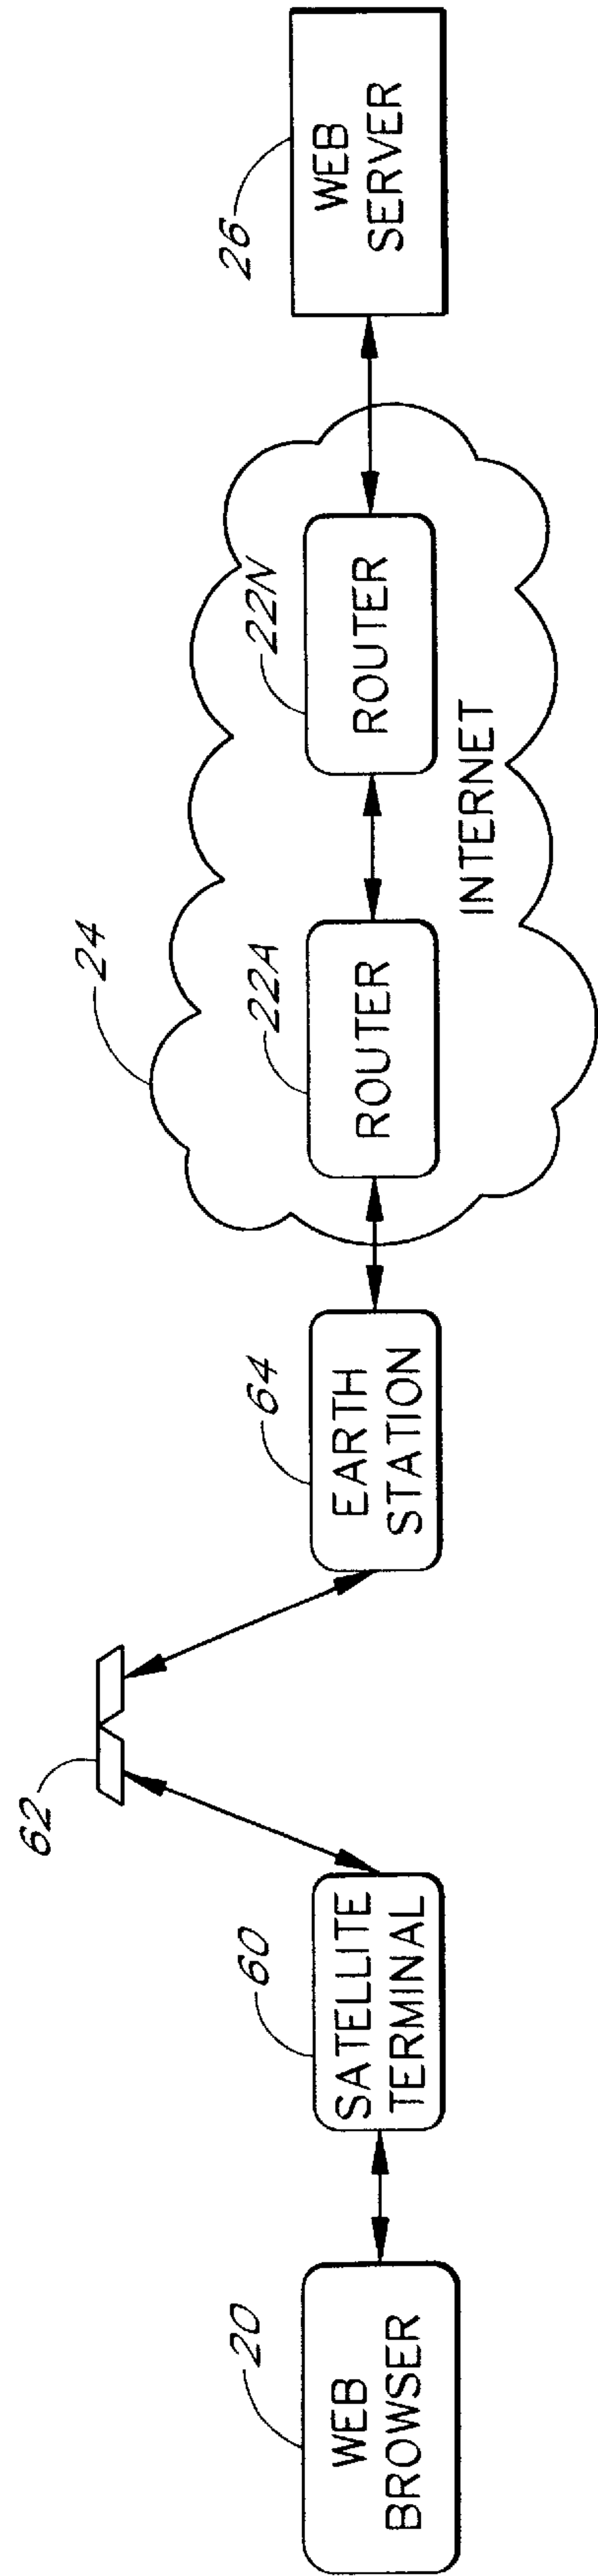 62
24
60
64
22A
22N
26
20
WEB
BROWSER
SATELLITE
TERMINAL
EARTH
STATION
ROUTER
ROUTER
WEB
SERVER
INTERNET